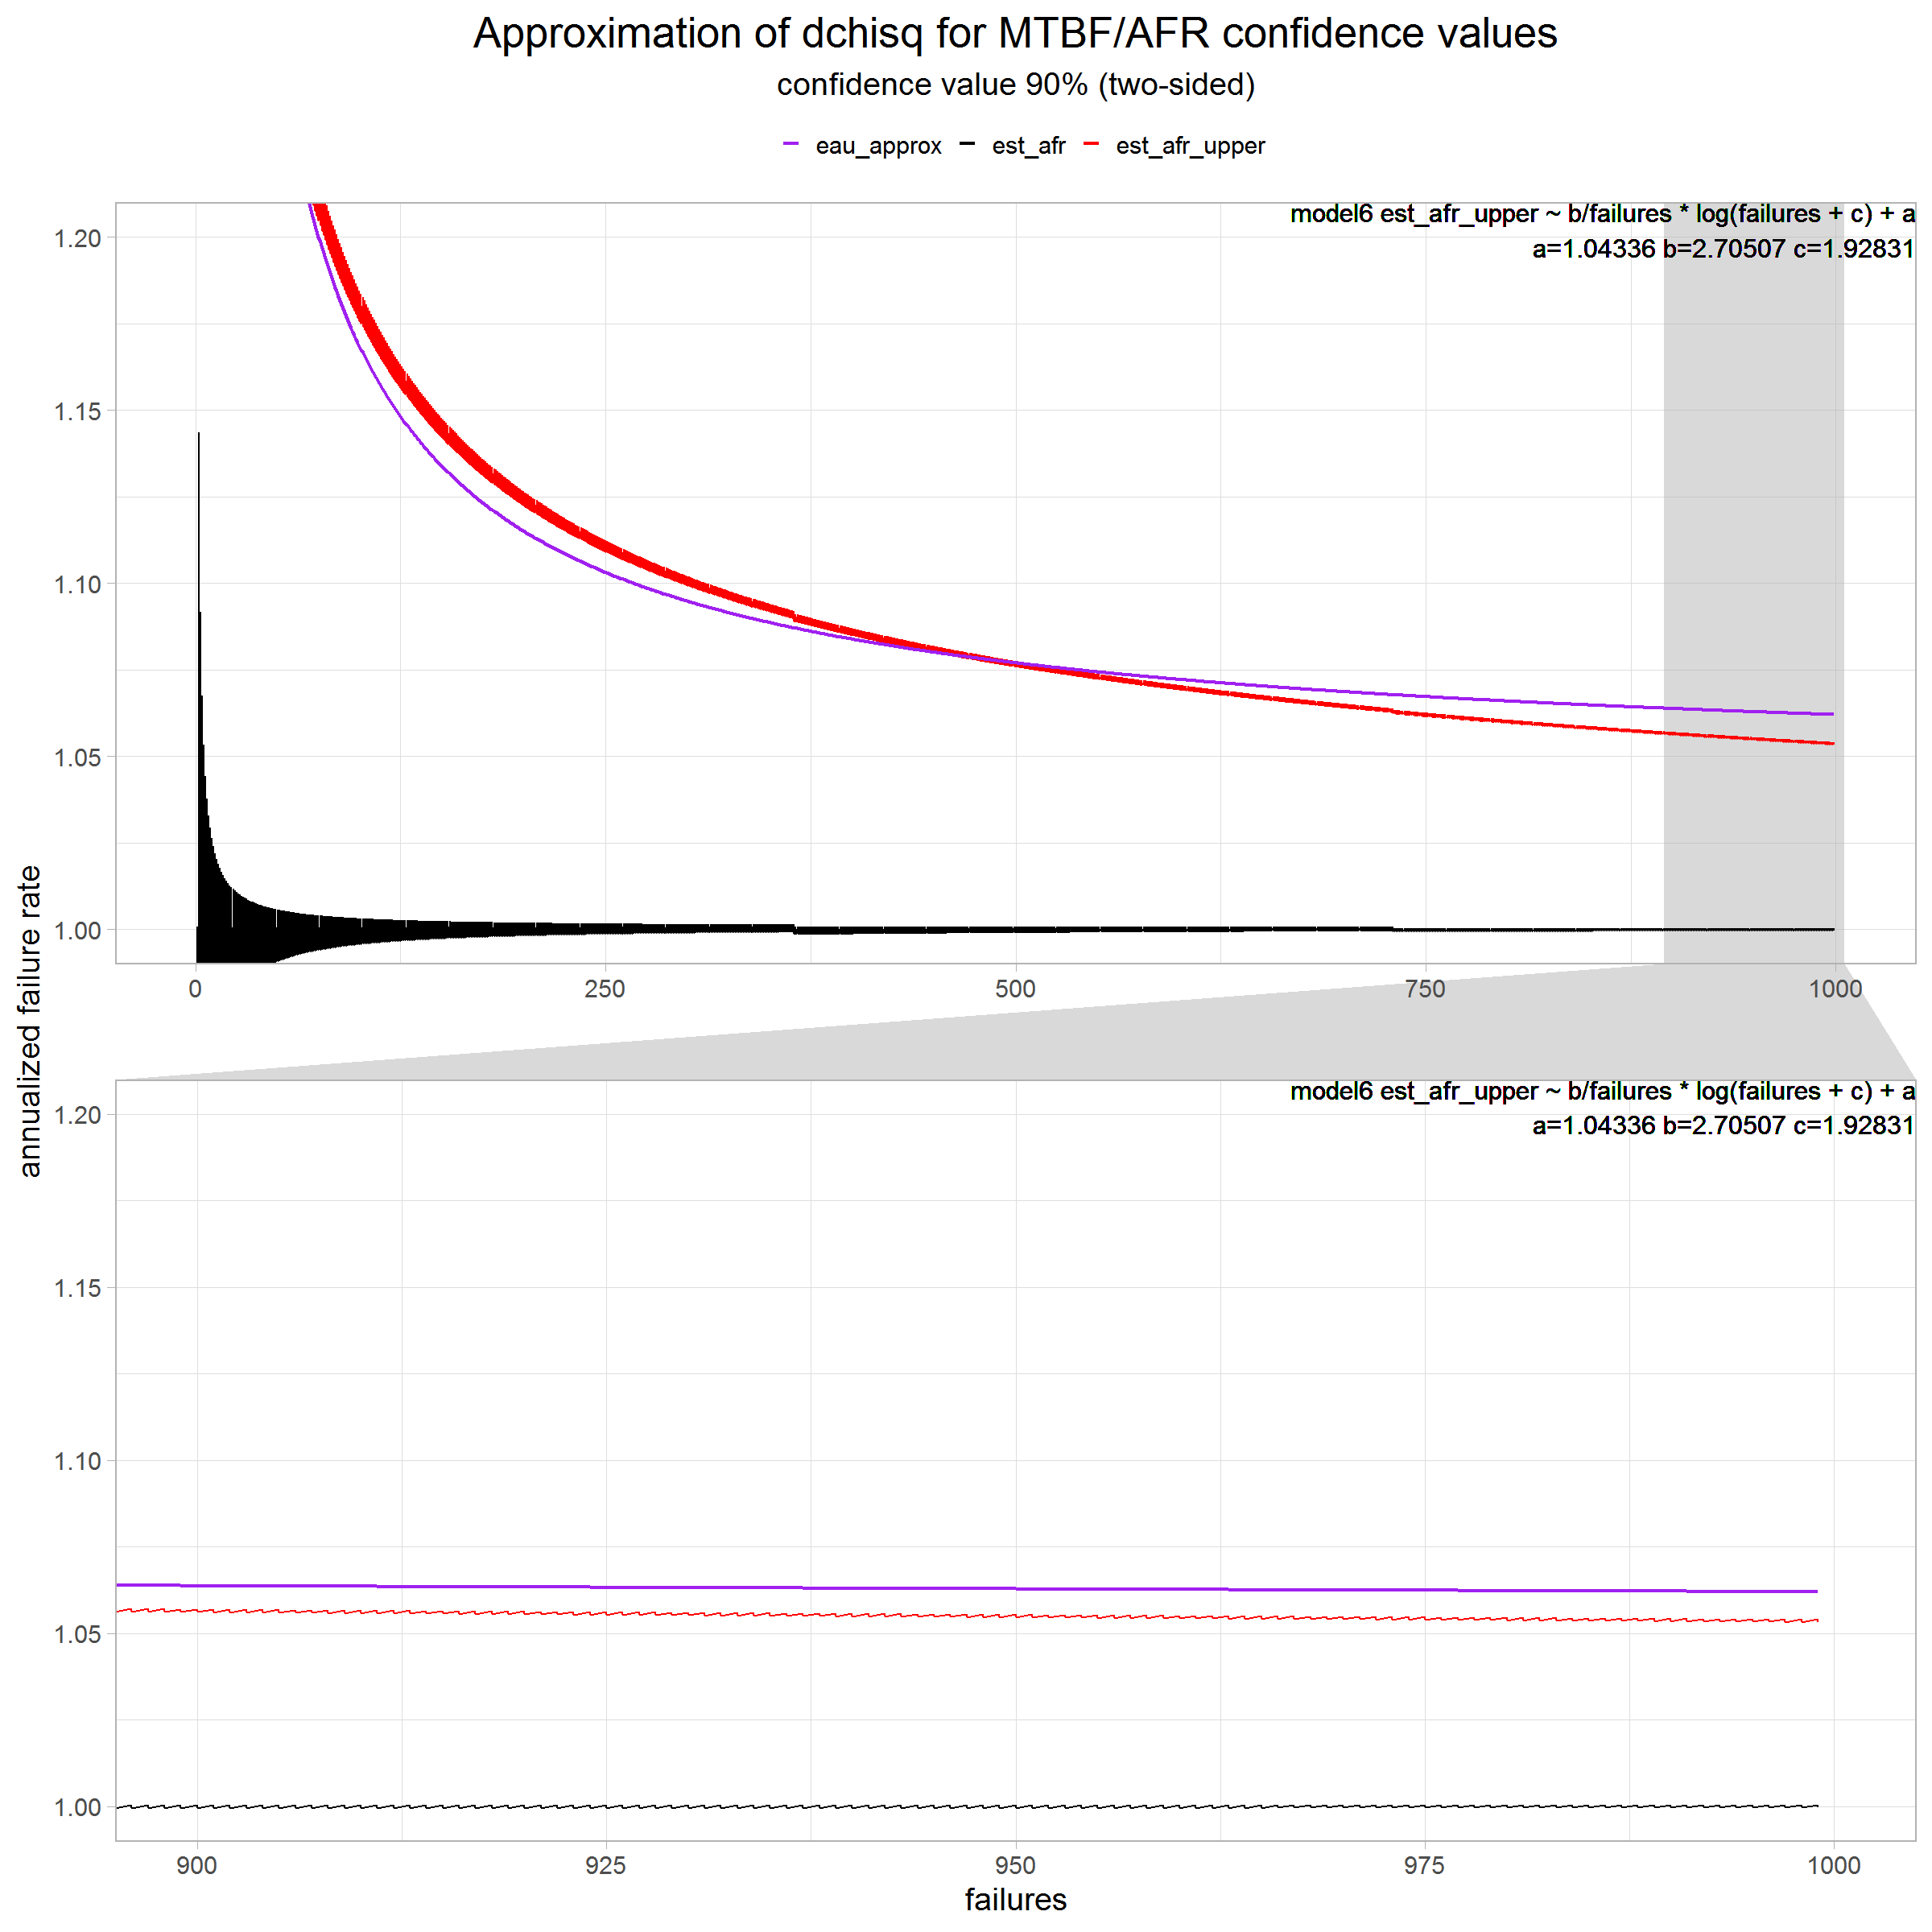 Approximation of dchisq for MTBF/AFR confidence values
confidence value 90% (two-sided)
eau_approx est_afr est_afr_upper
model6 est_afr_upper ~ b/failures * log(failures + c) + a
a=1.04336 b=2.70507 c=1.92831
1.20
1.15
1.10
1.05
1.00
0 250 500 750 1000
annualized failure rate
model6 est_afr_upper ~ b/failures * log(failures + c) + a
a=1.04336 b=2.70507 c=1.92831
1.20
1.15
1.10
1.05
1.00
900 925 950 975 1000
failures